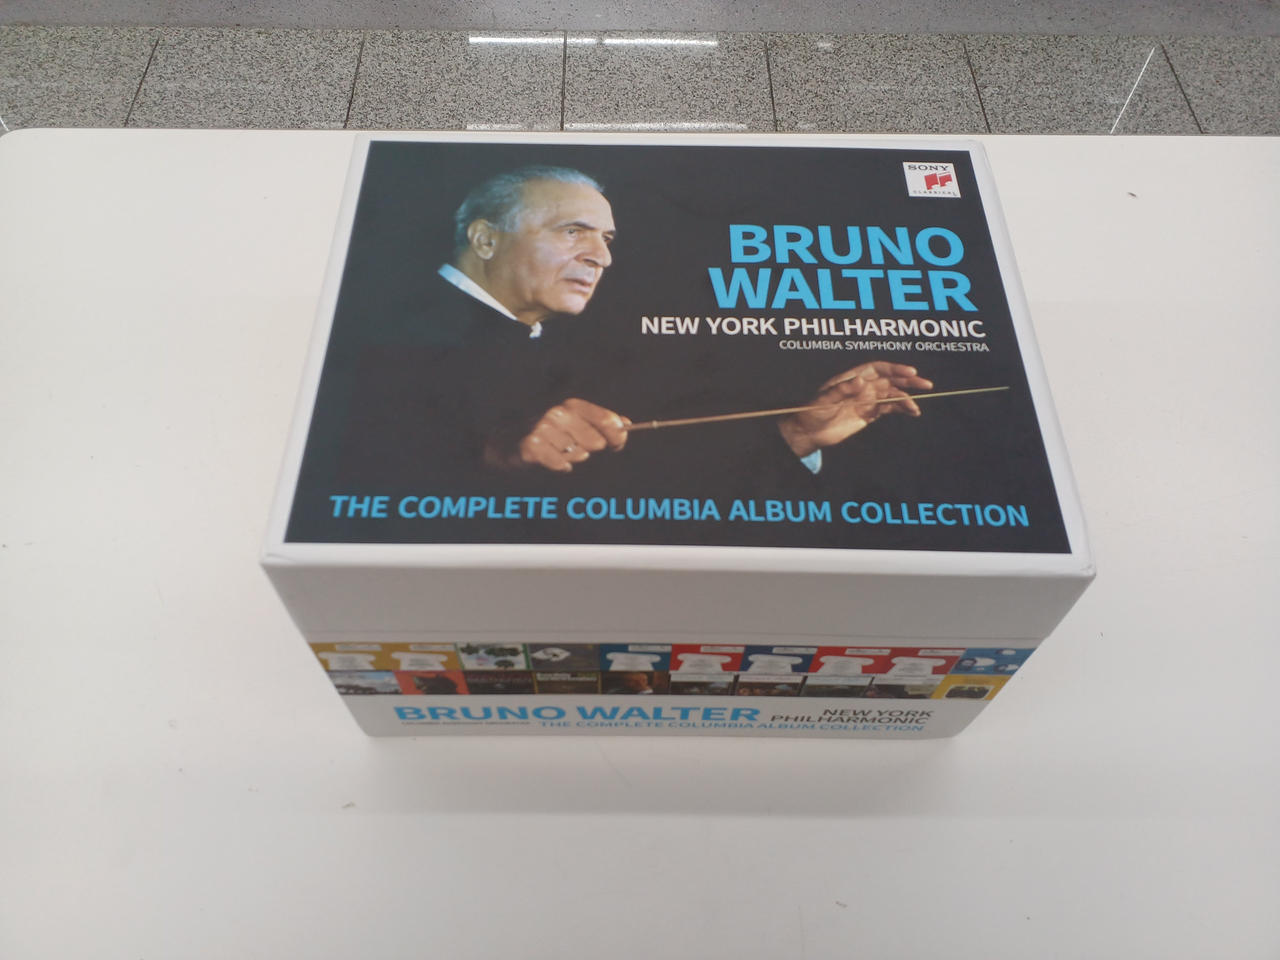 SONY
CLASSICAL
BRUNO
WALTER
NEW YORK PHILHARMONIC
COLUMBIA SYMPHONY ORCHESTRA
THE COMPLETE COLUMBIA ALBUM COLLECTION
BRUNO WALTER
NEW YORK
PHILHARMONIC
THE COMPLETE COLUMBIA ALBUM COLLECTION